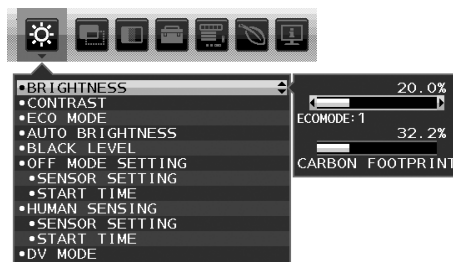 •BRIGHTNESS
•CONTRAST
•ECO MODE
•AUTO BRIGHTNESS
•BLACK LEVEL
•OFF MODE SETTING
•SENSOR SETTING
•START TIME
•HUMAN SENSING
•SENSOR SETTING
•START TIME
•DV MODE
20.0%
ECOMODE:1
32.2%
CARBON FOOTPRINT